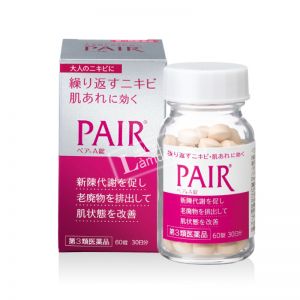 大人のニキビに
繰り返すニキビ
肌あれに効く
PAIR®
ペア®A錠
新陳代謝を促し
老廃物を排出して
肌状態を改善
第3類医薬品 60錠 30日分
繰り返すニキビ・肌あれに効く
PAIR®
ペア®A錠
新陳代謝を促し
老廃物を排出して
肌状態を改善
第3類医薬品 60錠 30日分